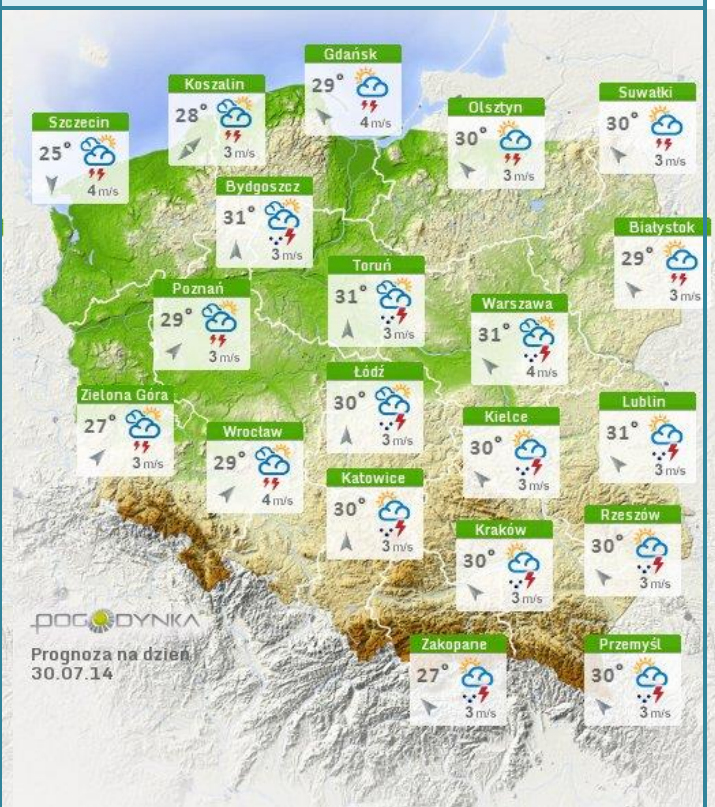 Gdańsk
29°
4 m/s
Koszalin
28°
3 m/s
Suwałki
30°
3 m/s
Olsztyn
30°
3 m/s
Szczecin
25°
4 m/s
Bydgoszcz
31°
3 m/s
Białystok
29°
3 m/s
Toruń
31°
3 m/s
Poznań
29°
3 m/s
Warszawa
31°
4 m/s
Łódź
30°
3 m/s
Zielona Góra
27°
3 m/s
Lublin
31°
3 m/s
Kielce
30°
3 m/s
Wrocław
29°
4 m/s
Katowice
30°
3 m/s
Rzeszów
30°
3 m/s
Kraków
30°
3 m/s
POGODYNKA
Prognoza na dzień
30.07.14
Zakopane
27°
3 m/s
Przemyśl
30°
3 m/s